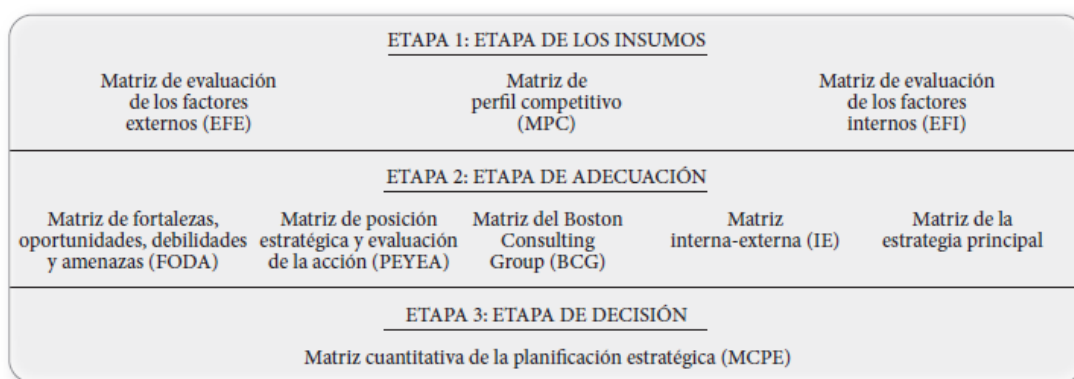 ETAPA 1: ETAPA DE LOS INSUMOS
Matriz de evaluación
de los factores
externos (EFE)
Matriz de
perfil competitivo
(MPC)
Matriz de evaluación
de los factores
internos (EFI)
ETAPA 2: ETAPA DE ADECUACIÓN
Matriz de fortalezas,
oportunidades, debilidades
y amenazas (FODA)
Matriz de posición
estratégica y evaluación
de la acción (PEYEA)
Matriz del Boston
Consulting
Group (BCG)
Matriz
interna-externa (IE)
Matriz de la
estrategia principal
ETAPA 3: ETAPA DE DECISIÓN
Matriz cuantitativa de la planificación estratégica (MCPE)